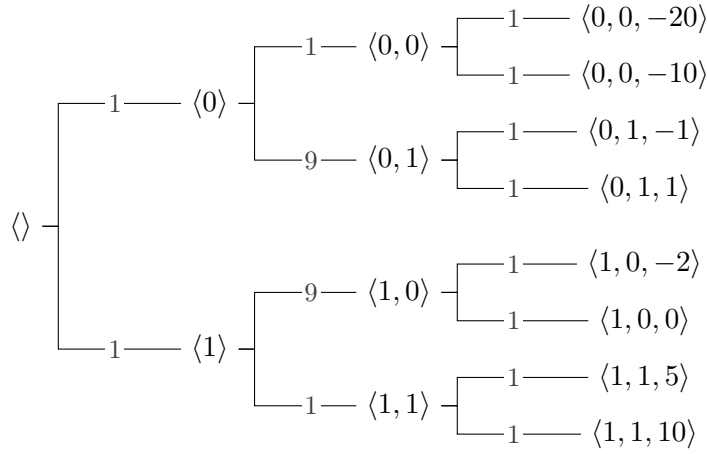 1 ⟨0, 0, −20⟩
1 ⟨0, 0⟩
1 ⟨0, 0, −10⟩
1 ⟨0⟩
1 ⟨0, 1, −1⟩
9 ⟨0, 1⟩
1 ⟨0, 1, 1⟩
⟨⟩
1 ⟨1, 0, −2⟩
9 ⟨1, 0⟩
1 ⟨1, 0, 0⟩
1 ⟨1⟩
1 ⟨1, 1, 5⟩
1 ⟨1, 1⟩
1 ⟨1, 1, 10⟩